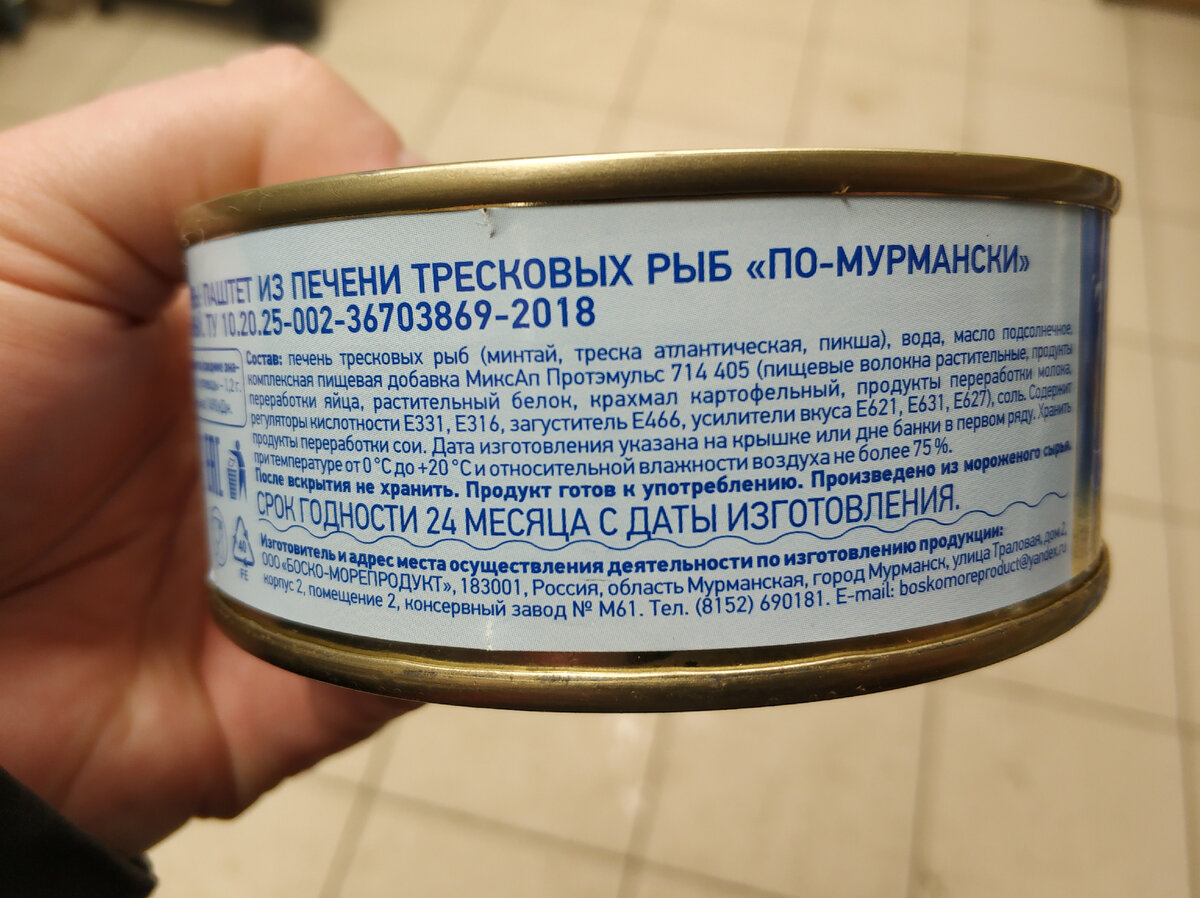 ПАШТЕТ ИЗ ПЕЧЕНИ ТРЕСКОВЫХ РЫБ «ПО-МУРМАНСКИ»
ТУ 10.20.25-002-36703869-2018
Состав: печень тресковых рыб (минтай, треска атлантическая, пикша), вода, масло подсолнечное,
комплексная пищевая добавка МиксАп Протэмульс 714 405 (пищевые волокна растительные, продукты
переработки яйца, растительный белок, крахмал картофельный, продукты переработки молока,
регуляторы кислотности Е331, Е316, загуститель Е466, усилители вкуса Е621, Е631, Е627), соль. Содержит
продукты переработки сои. Дата изготовления указана на крышке или дне банки в первом ряду. Хранить
при температуре от 0 °С до +20 °С и относительной влажности воздуха не более 75 %.
После вскрытия не хранить. Продукт готов к употреблению. Произведено из мороженого сырья.
СРОК ГОДНОСТИ 24 МЕСЯЦА С ДАТЫ ИЗГОТОВЛЕНИЯ.
Изготовитель и адрес места осуществления деятельности по изготовлению продукции:
ООО «БОСКО-МОРЕПРОДУКТ», 183001, Россия, область Мурманская, город Мурманск, улица Траловая, дом 2,
корпус 2, помещение 2, консервный завод № М61. Тел. (8152) 690181. E-mail: boskomoreproduct@yandex.ru
EAC
40
FE